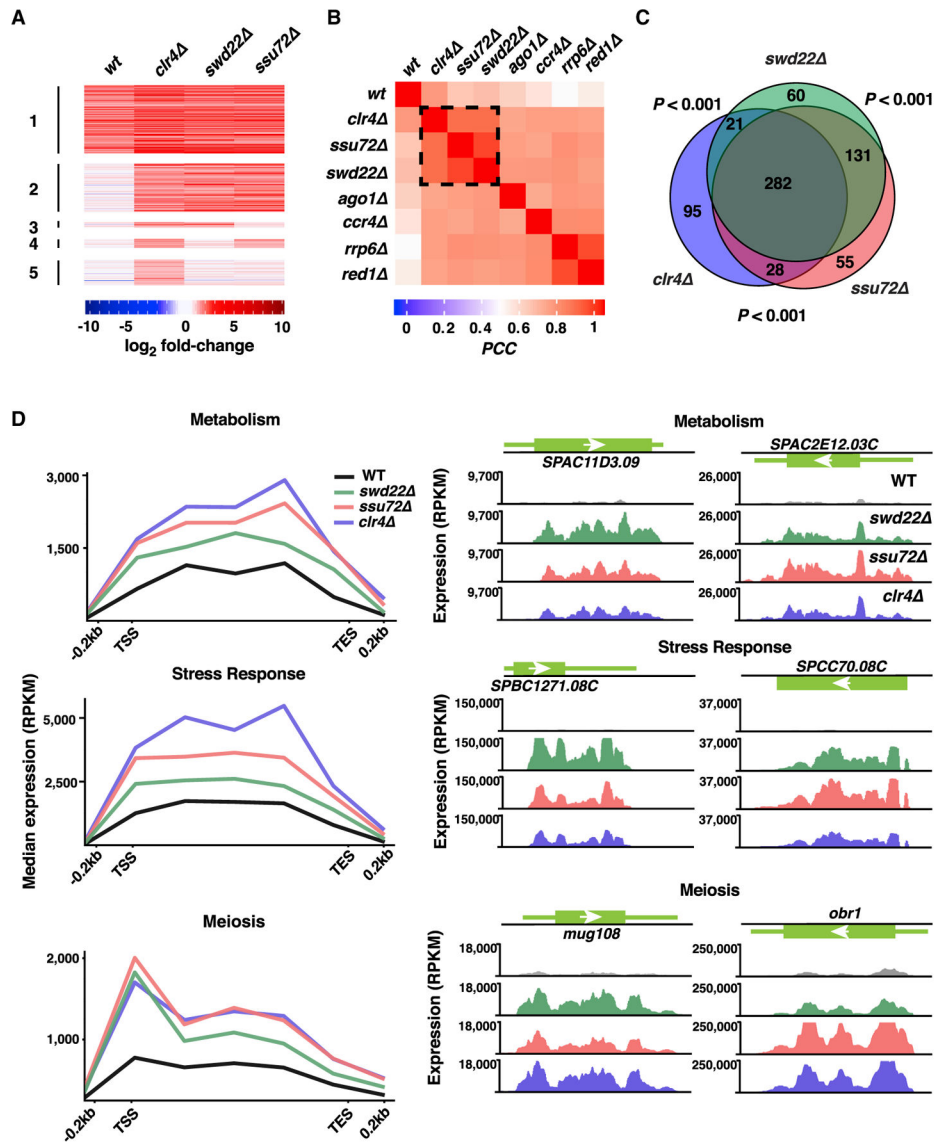 A
wt
clr4Δ
swd22Δ
ssu72Δ
1
2
3
4
5
-10 -5 0 5 10
log2 fold-change
B
wt
clr4Δ
ssu72Δ
swd22Δ
ago1Δ
ccr4Δ
rrp6Δ
red1Δ
wt
clr4Δ
ssu72Δ
swd22Δ
ago1Δ
ccr4Δ
rrp6Δ
red1Δ
0 0.2 0.4 0.6 0.8 1
PCC
C
swd22Δ
P < 0.001
60
P < 0.001
21
131
282
95
28
55
clr4Δ
ssu72Δ
P < 0.001
D
Metabolism
3,000
1,500
WT
swd22Δ
ssu72Δ
clr4Δ
-0.2kb
TSS
TES
0.2kb
Stress Response
5,000
2,500
Median expression (RPKM)
-0.2kb
TSS
TES
0.2kb
Meiosis
2,000
1,000
-0.2kb
TSS
TES
0.2kb
Metabolism
SPAC11D3.09
SPAC2E12.03C
Expression (RPKM)
9,700
9,700
9,700
9,700
26,000
26,000
26,000
26,000
WT
swd22Δ
ssu72Δ
clr4Δ
Stress Response
SPBC1271.08C
SPCC70.08C
Expression (RPKM)
150,000
150,000
150,000
150,000
37,000
37,000
37,000
37,000
Meiosis
mug108
obr1
Expression (RPKM)
18,000
18,000
18,000
18,000
250,000
250,000
250,000
250,000